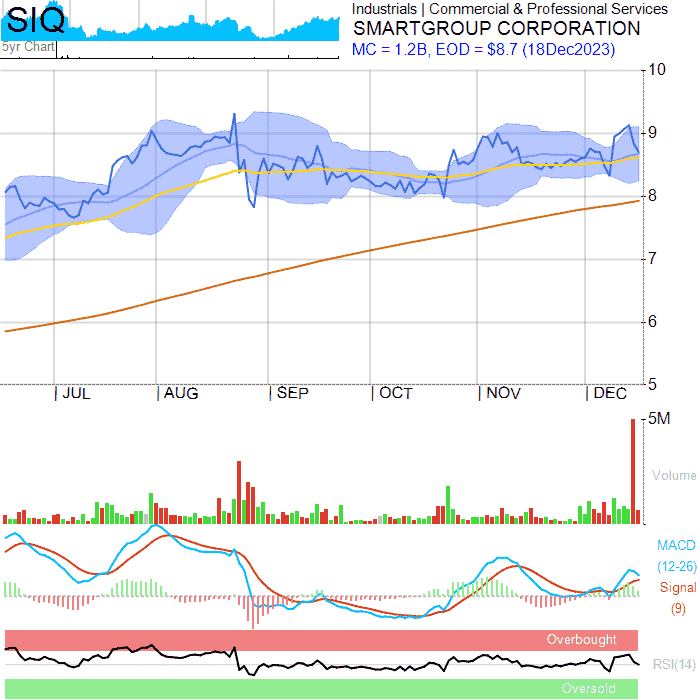 SIQ
5yr Chart
Industrials | Commercial & Professional Services
SMARTGROUP CORPORATION
MC = 1.2B, EOD = $8.7 (18Dec2023)
10
9
8
7
6
5
| JUL | AUG | SEP | OCT | NOV | DEC
5M
Volume
MACD
(12-26)
Signal
(9)
Overbought
RSI(14)
Oversold